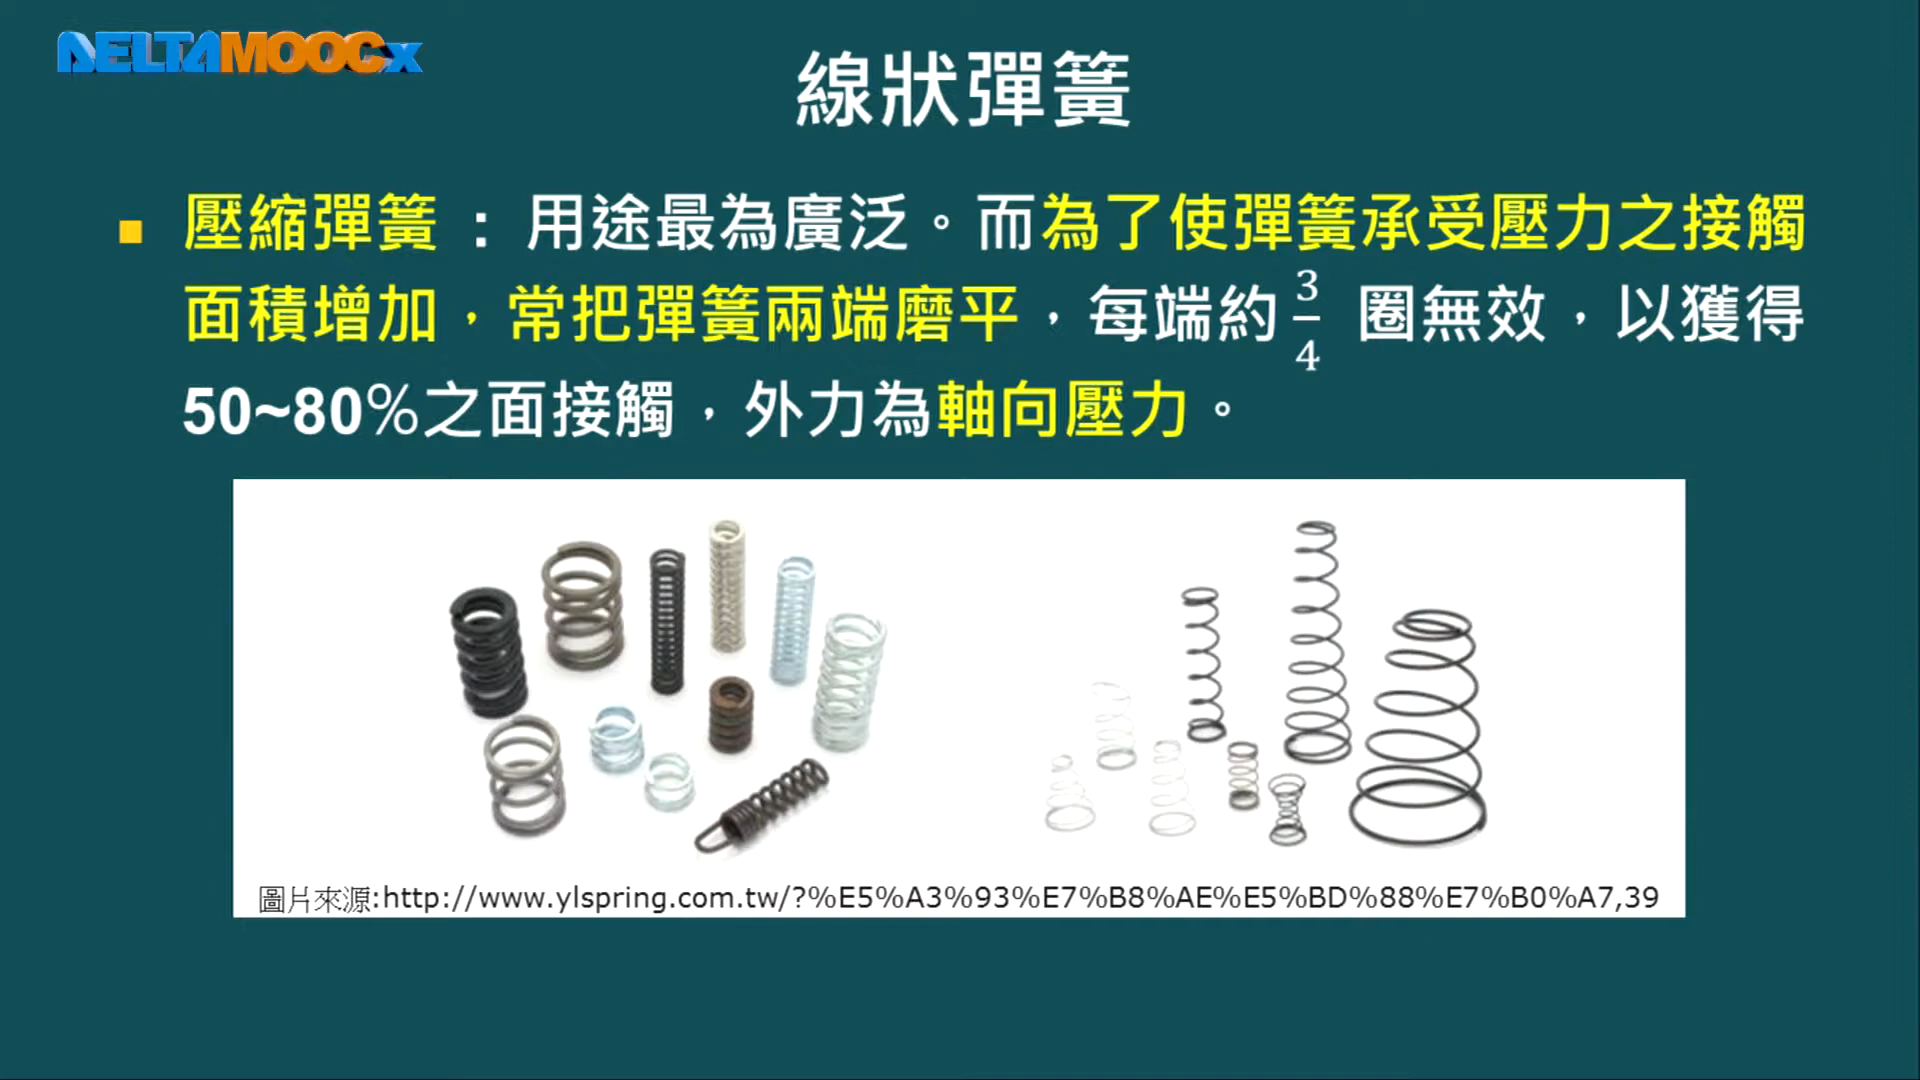 DELTAMOOCx
線狀彈簧
壓縮彈簧：用途最為廣泛。而為了使彈簧承受壓力之接觸
面積增加，常把彈簧兩端磨平，每端約 3/4 圈無效，以獲得
50~80%之面接觸，外力為軸向壓力。
圖片來源:http://www.ylspring.com.tw/?%E5%A3%93%E7%B8%AE%E5%BD%88%E7%B0%A7,39